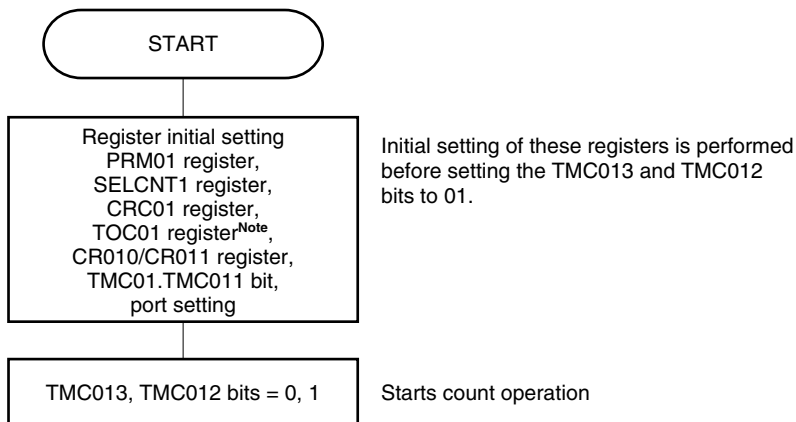 START
Register initial setting
PRM01 register,
SELCNT1 register,
CRC01 register,
TOC01 registerNote,
CR010/CR011 register,
TMC01.TMC011 bit,
port setting
Initial setting of these registers is performed
before setting the TMC013 and TMC012
bits to 01.
TMC013, TMC012 bits = 0, 1
Starts count operation